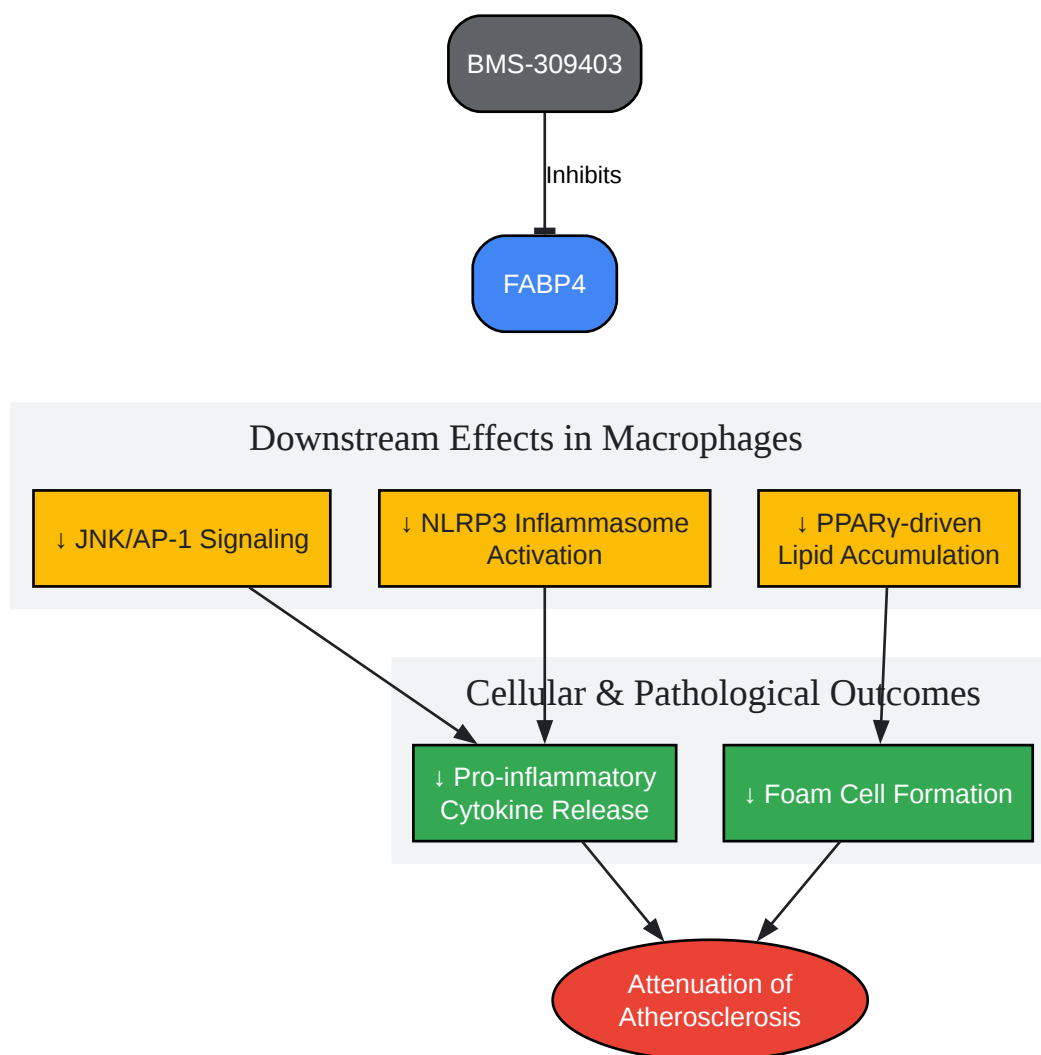 BMS-309403
Inhibits
FABP4
Downstream Effects in Macrophages
↓ JNK/AP-1 Signaling
↓ NLRP3 Inflammasome
Activation
↓ PPARγ-driven
Lipid Accumulation
Cellular & Pathological Outcomes
↓ Pro-inflammatory
Cytokine Release
↓ Foam Cell Formation
Attenuation of
Atherosclerosis